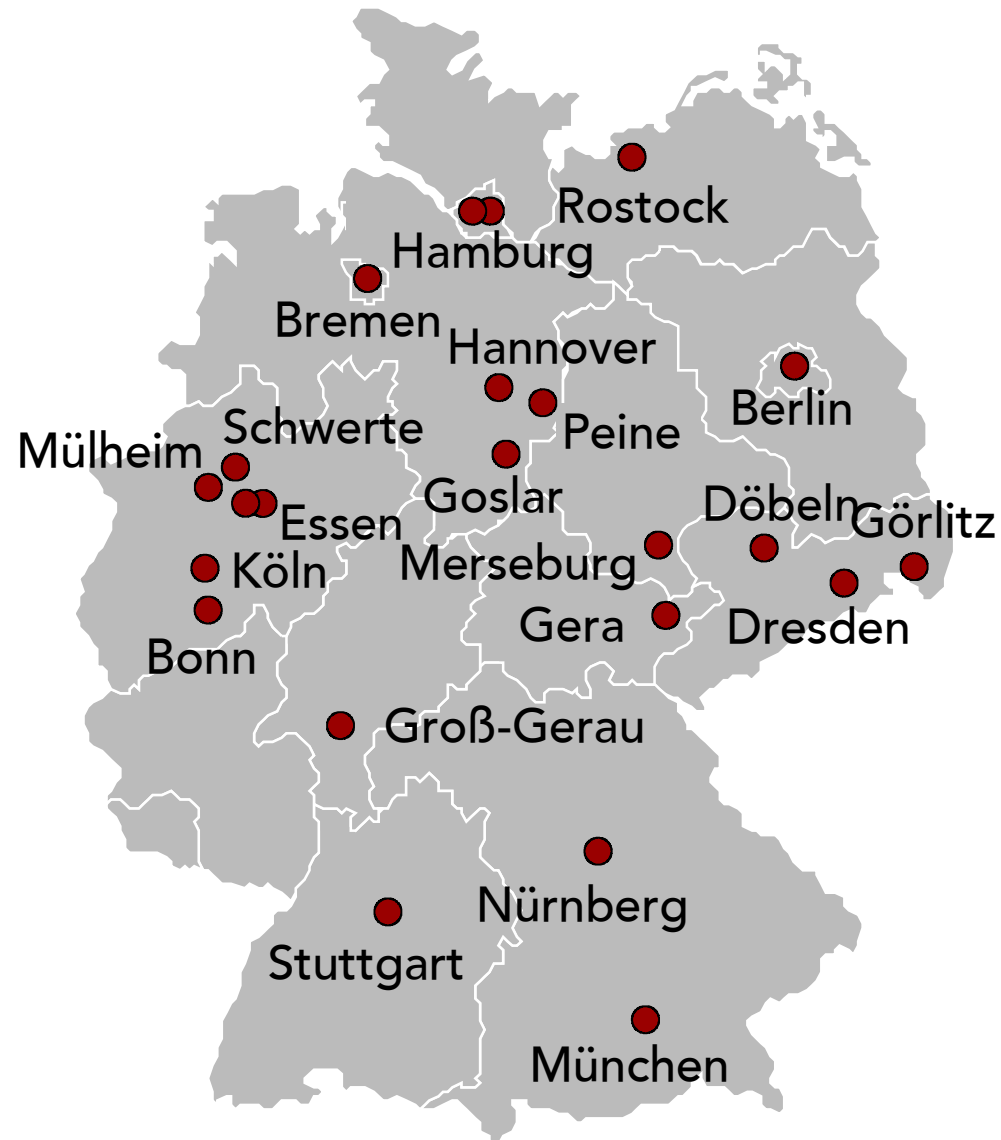 Rostock
Hamburg
Bremen
Hannover
Berlin
Schwerte
Peine
Mülheim
Goslar
Döbeln
Görlitz
Essen
Merseburg
Köln
Gera
Dresden
Bonn
Groß-Gerau
Nürnberg
Stuttgart
München